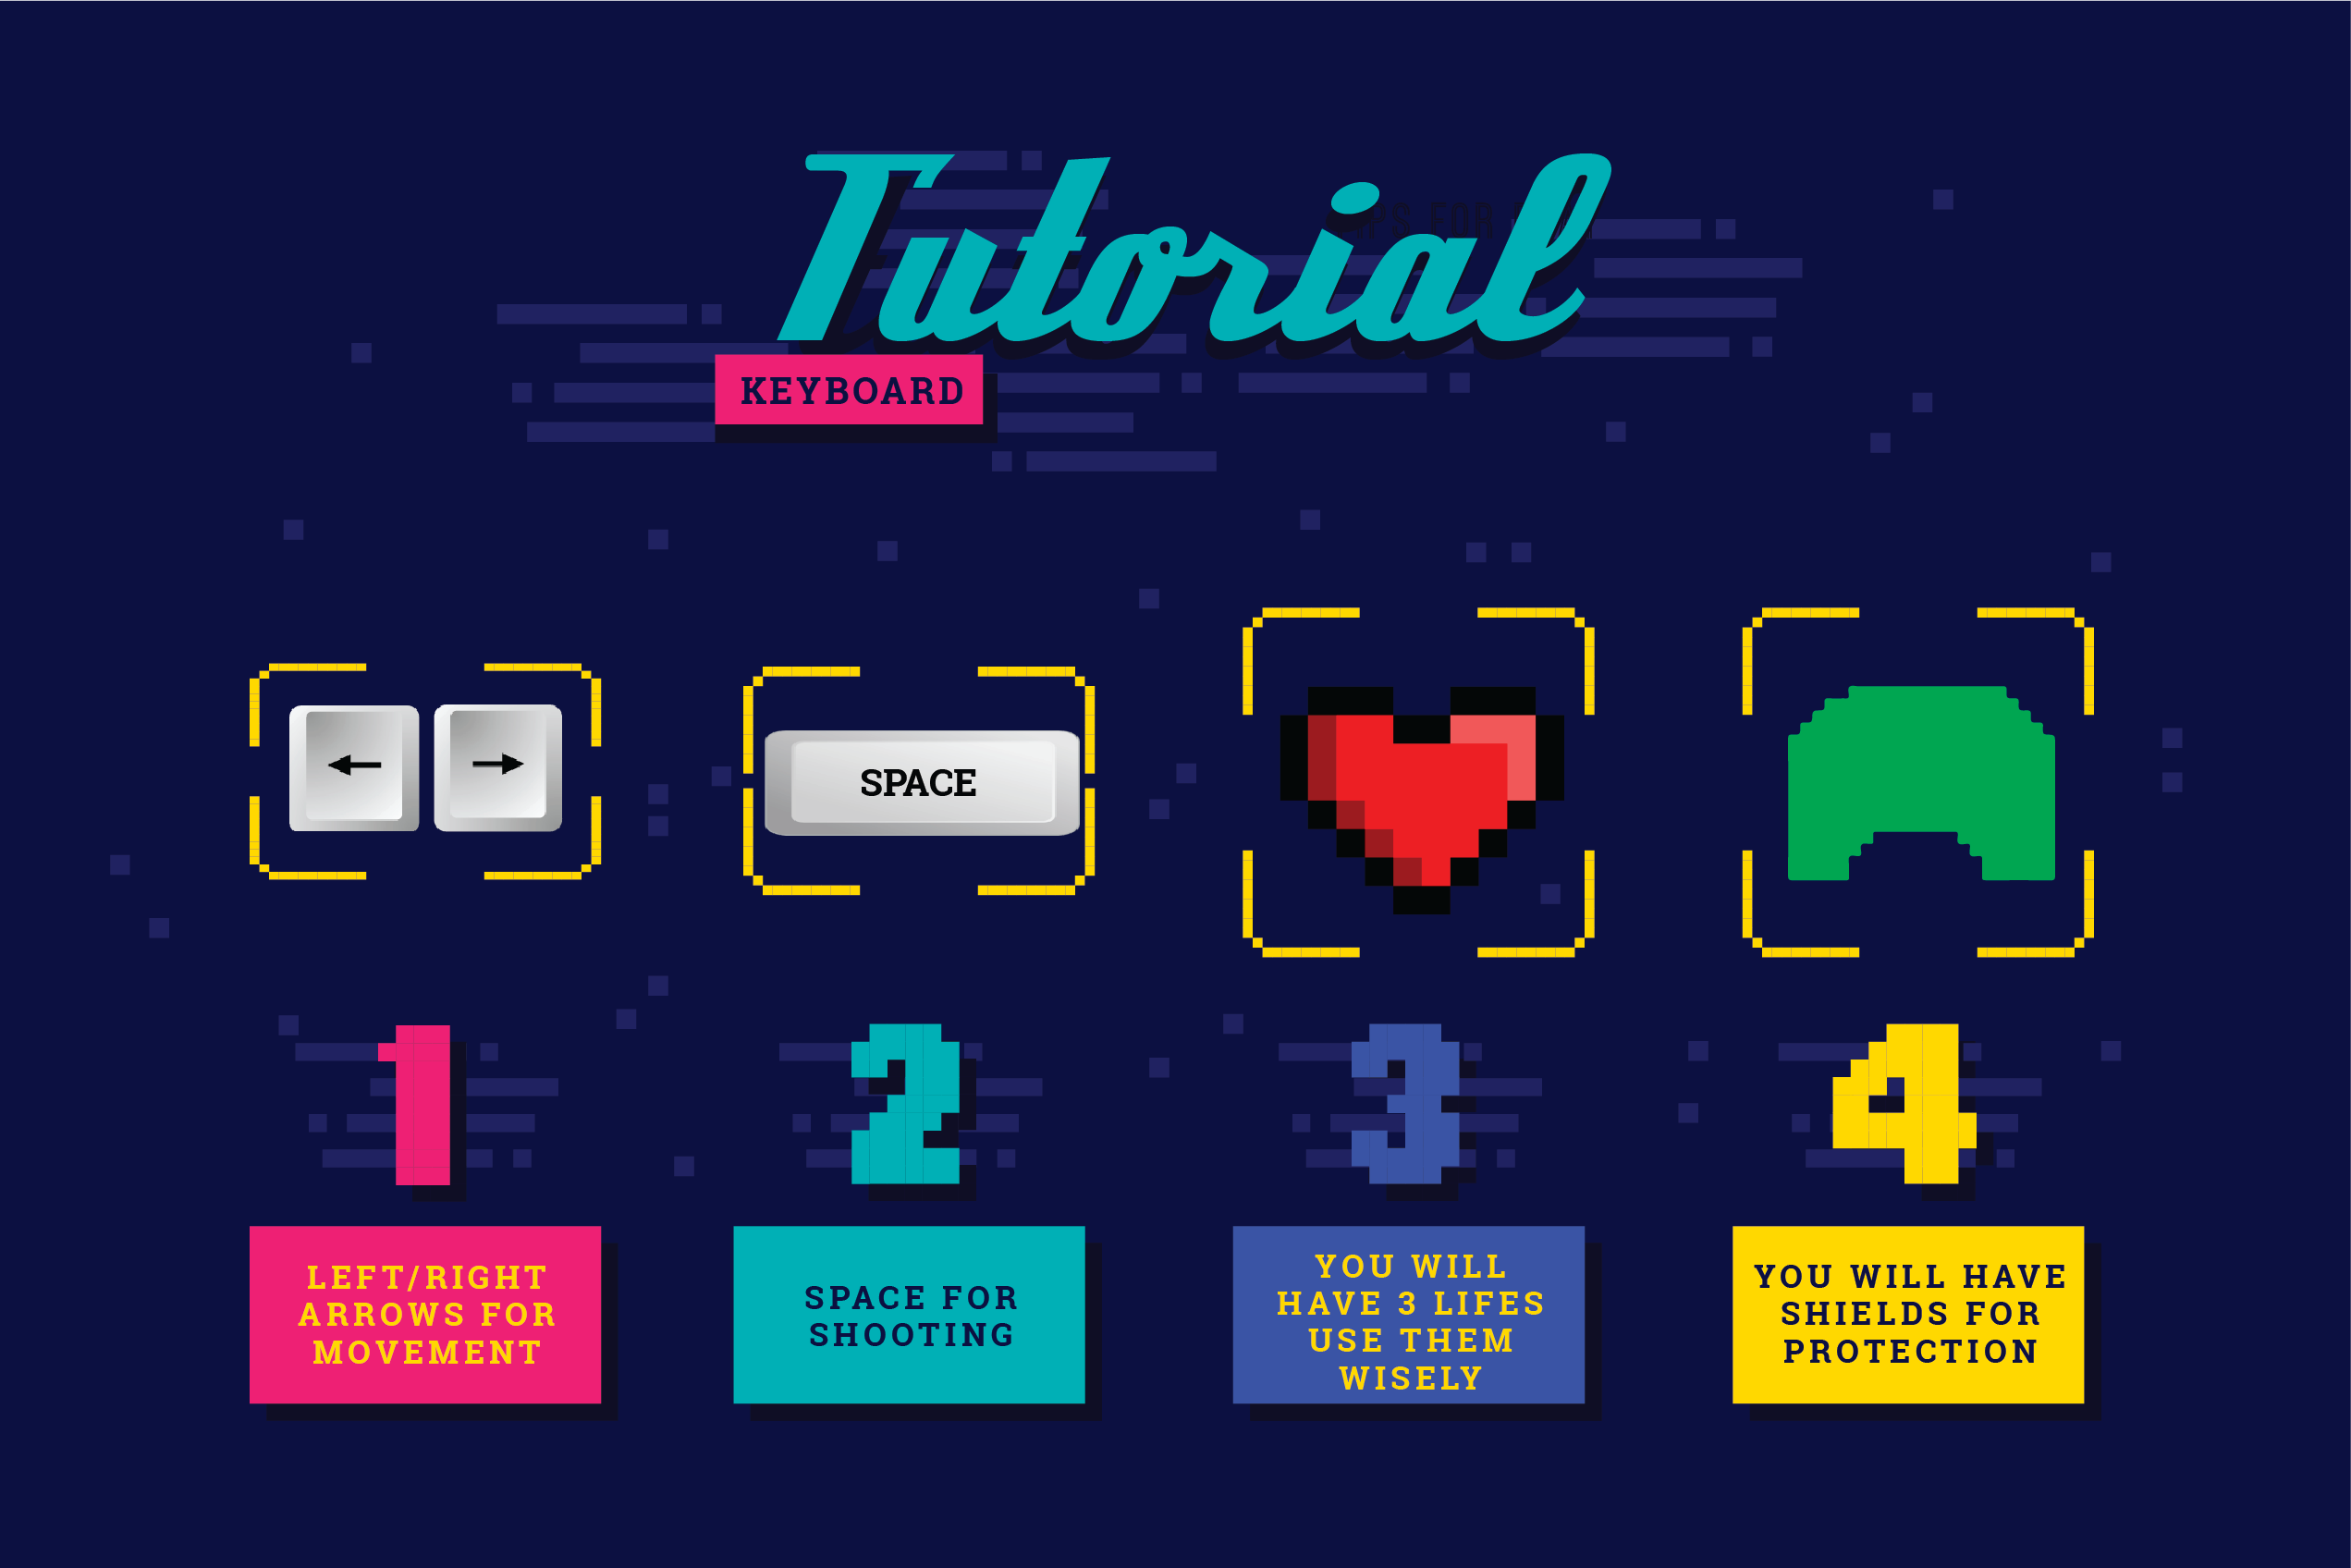 Tutorial
KEYBOARD
SPACE
1
2
3
4
LEFT/RIGHT
ARROWS FOR
MOVEMENT
SPACE FOR
SHOOTING
YOU WILL
HAVE 3 LIFES
USE THEM
WISELY
YOU WILL HAVE
SHIELDS FOR
PROTECTION